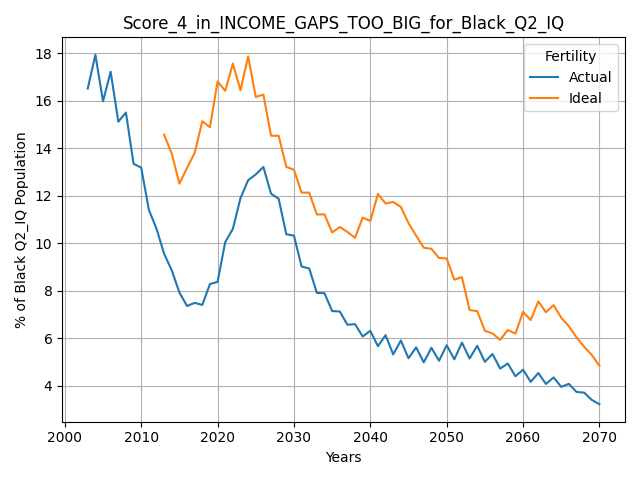 Score_4_in_INCOME_GAPS_TOO_BIG_for_Black_Q2_IQ
Fertility
Actual
Ideal
% of Black Q2_IQ Population
18
16
14
12
10
8
6
4
2000 2010 2020 2030 2040 2050 2060 2070
Years